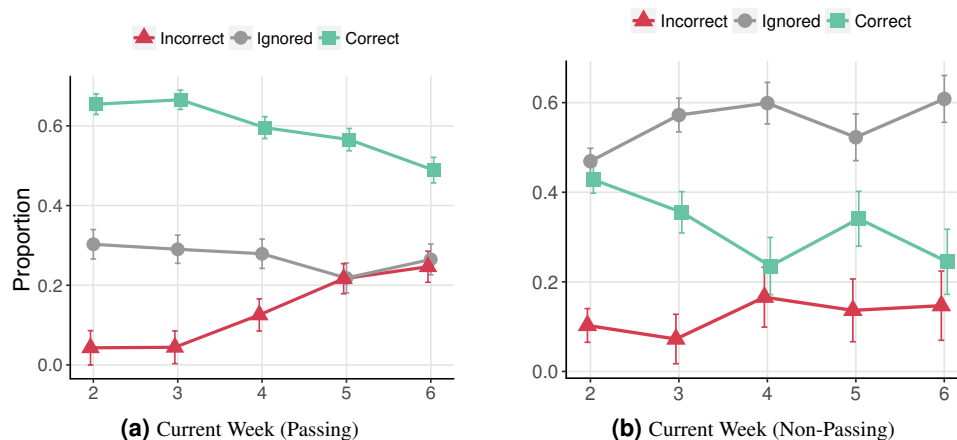 Incorrect Ignored Correct
Proportion
0.6
0.4
0.2
0.0
2 3 4 5 6
(a) Current Week (Passing)
Incorrect Ignored Correct
0.6
0.4
0.2
0.0
2 3 4 5 6
(b) Current Week (Non-Passing)